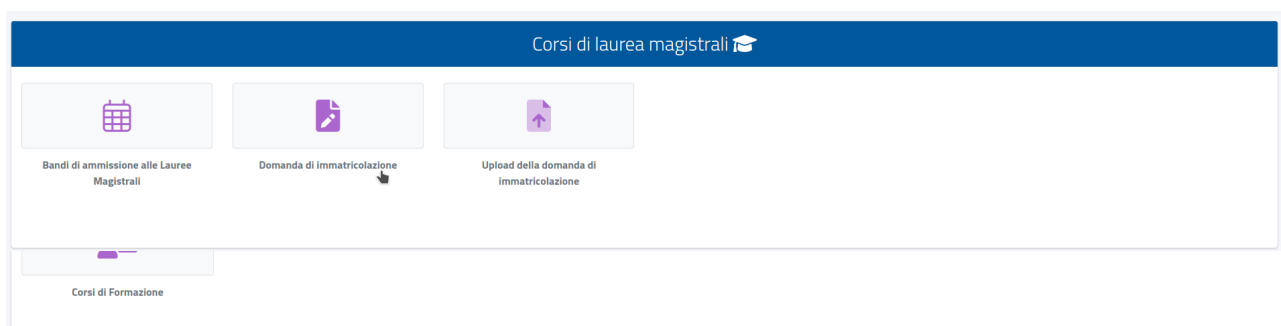 Corsi di laurea magistrali
Bandi di ammissione alle Lauree
Magistrali
Domanda di immatricolazione
Upload della domanda di
immatricolazione
Corsi di Formazione